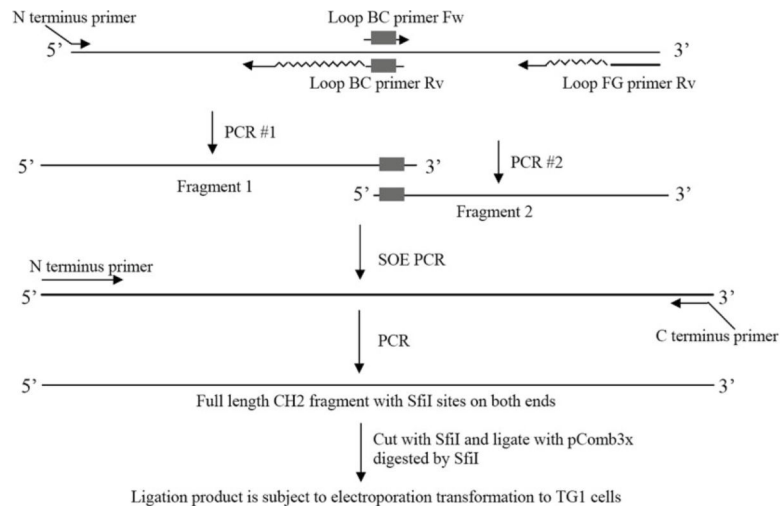 N terminus primer
Loop BC primer Fw
5’
3’
Loop BC primer Rv
Loop FG primer Rv
PCR #1
PCR #2
5’
3’
Fragment 1
5’
3’
Fragment 2
SOE PCR
N terminus primer
5’
3’
C terminus primer
PCR
5’
3’
Full length CH2 fragment with SfiI sites on both ends
Cut with SfiI and ligate with pComb3x
digested by SfiI
Ligation product is subject to electroporation transformation to TG1 cells